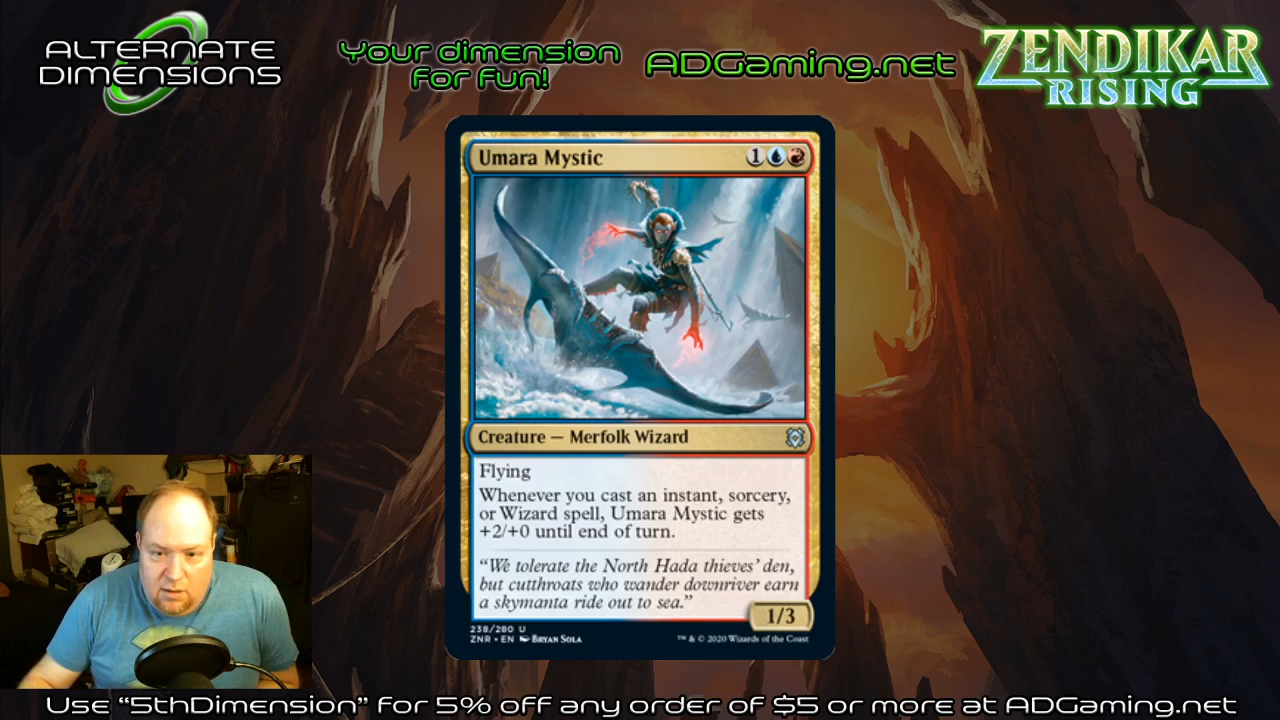 ALTERNATE
DIMENSIONS
Your dimension
for fun!
ADGaming.net
ZENDIKAR
RISING
Umara Mystic
1
Creature — Merfolk Wizard
Flying
Whenever you cast an instant, sorcery,
or Wizard spell, Umara Mystic gets
+2/+0 until end of turn.
“We tolerate the North Hada thieves’ den,
but cutthroats who wander downriver earn
a skymanta ride out to sea.”
1/3
238/280 U
ZNR • EN BRYAN SOLA
™ & © 2020 Wizards of the Coast
Use “5thDimension” for 5% off any order of $5 or more at ADGaming.net